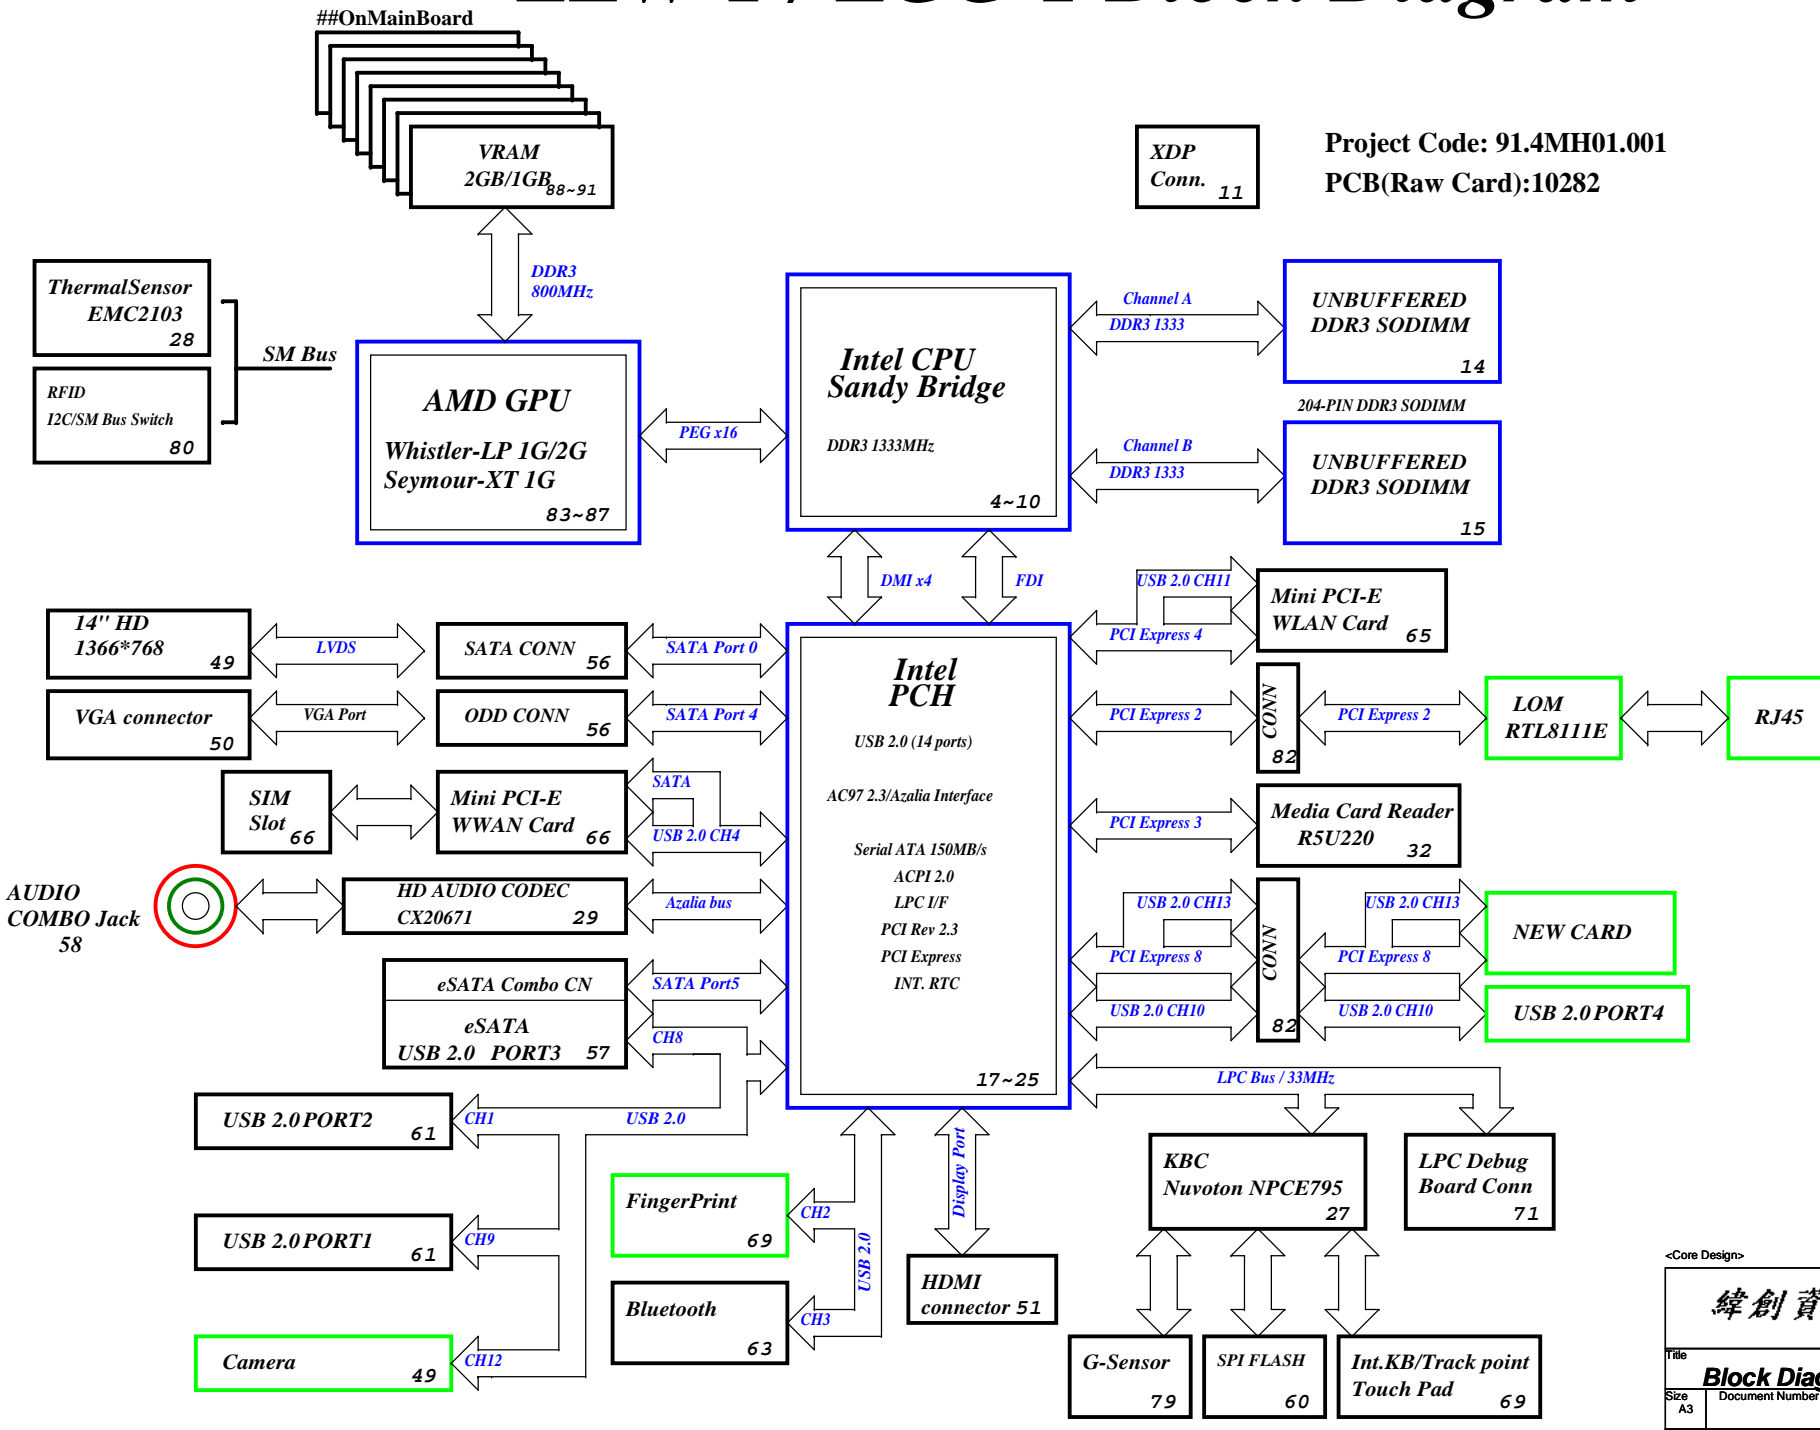 ##OnMainBoard
Block Diagram
VRAM
2GB/1GB
88~91
XDP
Conn.
11
Project Code: 91.4MH01.001
PCB(Raw Card):10282
DDR3
800MHz
ThermalSensor
EMC2103
28
SM Bus
RFID
I2C/SM Bus Switch
80
AMD GPU
Whistler-LP 1G/2G
Seymour-XT 1G
83~87
PEG x16
Intel CPU
Sandy Bridge
DDR3 1333MHz
4~10
Channel A
DDR3 1333
UNBUFFERED
DDR3 SODIMM
14
204-PIN DDR3 SODIMM
Channel B
DDR3 1333
UNBUFFERED
DDR3 SODIMM
15
DMI x4
FDI
14" HD
1366*768
49
LVDS
SATA CONN
56
SATA Port 0
VGA connector
50
VGA Port
ODD CONN
56
SATA Port 4
SIM
Slot
66
Mini PCI-E
WWAN Card
66
SATA
USB 2.0 CH4
AUDIO
COMBO Jack
58
HD AUDIO CODEC
CX20671
29
Azalia bus
eSATA Combo CN
eSATA
USB 2.0 PORT3
57
SATA Port5
CH8
Intel
PCH
USB 2.0 (14 ports)
AC97 2.3/Azalia Interface
Serial ATA 150MB/s
ACPI 2.0
LPC I/F
PCI Rev 2.3
PCI Express
INT. RTC
17~25
USB 2.0 CH11
PCI Express 4
Mini PCI-E
WLAN Card
65
PCI Express 2
CONN
82
PCI Express 2
LOM
RTL8111E
RJ45
PCI Express 3
Media Card Reader
R5U220
32
USB 2.0 CH13
PCI Express 8
USB 2.0 CH10
CONN
82
USB 2.0 CH13
PCI Express 8
USB 2.0 CH10
NEW CARD
USB 2.0 PORT4
LPC Bus / 33MHz
USB 2.0 PORT2
61
CH1
USB 2.0
USB 2.0 PORT1
61
CH9
Camera
49
CH12
FingerPrint
69
CH2
USB 2.0
Bluetooth
63
CH3
Display Port
HDMI
connector 51
KBC
Nuvoton NPCE795
27
LPC Debug
Board Conn
71
G-Sensor
79
SPI FLASH
60
Int.KB/Track point
Touch Pad
69
<Core Design>
緯創資
Title
Block Diag
Size
A3
Document Number